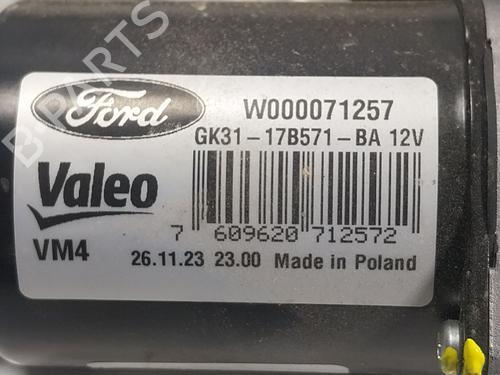 Ford
W000071257
GK31-17B571-BA 12V
Valeo
7 609620 712572
VM4
26.11.23 23.00 Made in Poland
B-PARTS